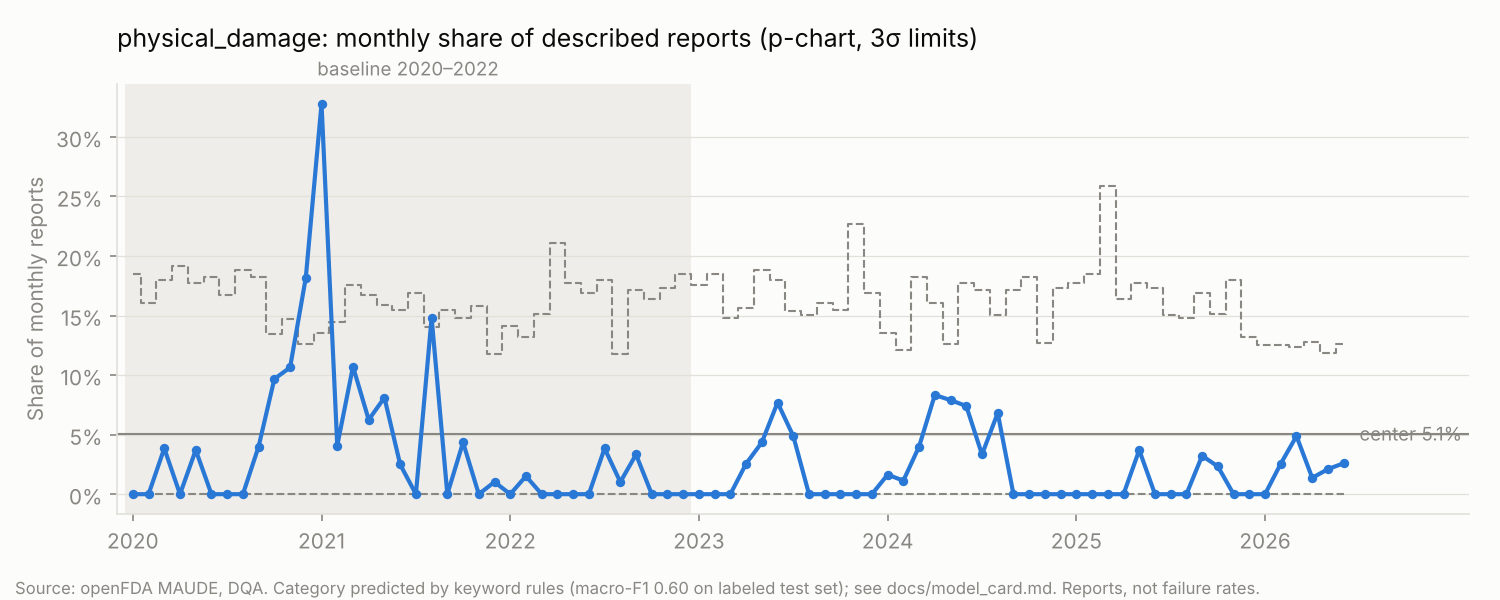 physical_damage: monthly share of described reports (p-chart, 3σ limits)
baseline 2020–2022
Share of monthly reports
30%
25%
20%
15%
10%
5%
0%
center 5.1%
2020 2021 2022 2023 2024 2025 2026
Source: openFDA MAUDE, DQA. Category predicted by keyword rules (macro-F1 0.60 on labeled test set); see docs/model_card.md. Reports, not failure rates.